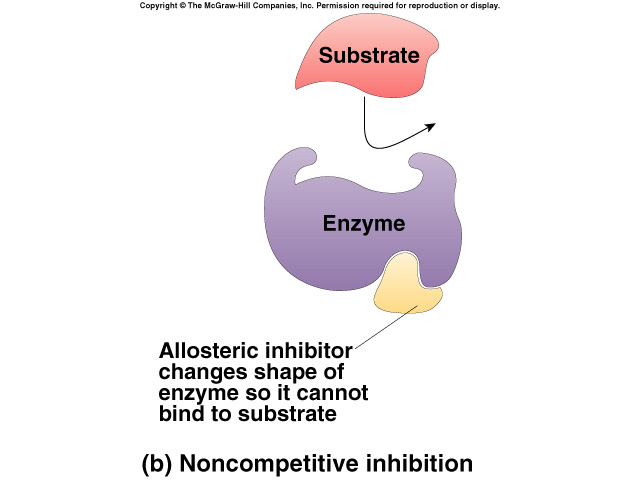 Copyright © The McGraw-Hill Companies, Inc. Permission required for reproduction or display.
Substrate
Enzyme
Allosteric inhibitor
changes shape of
enzyme so it cannot
bind to substrate
(b) Noncompetitive inhibition